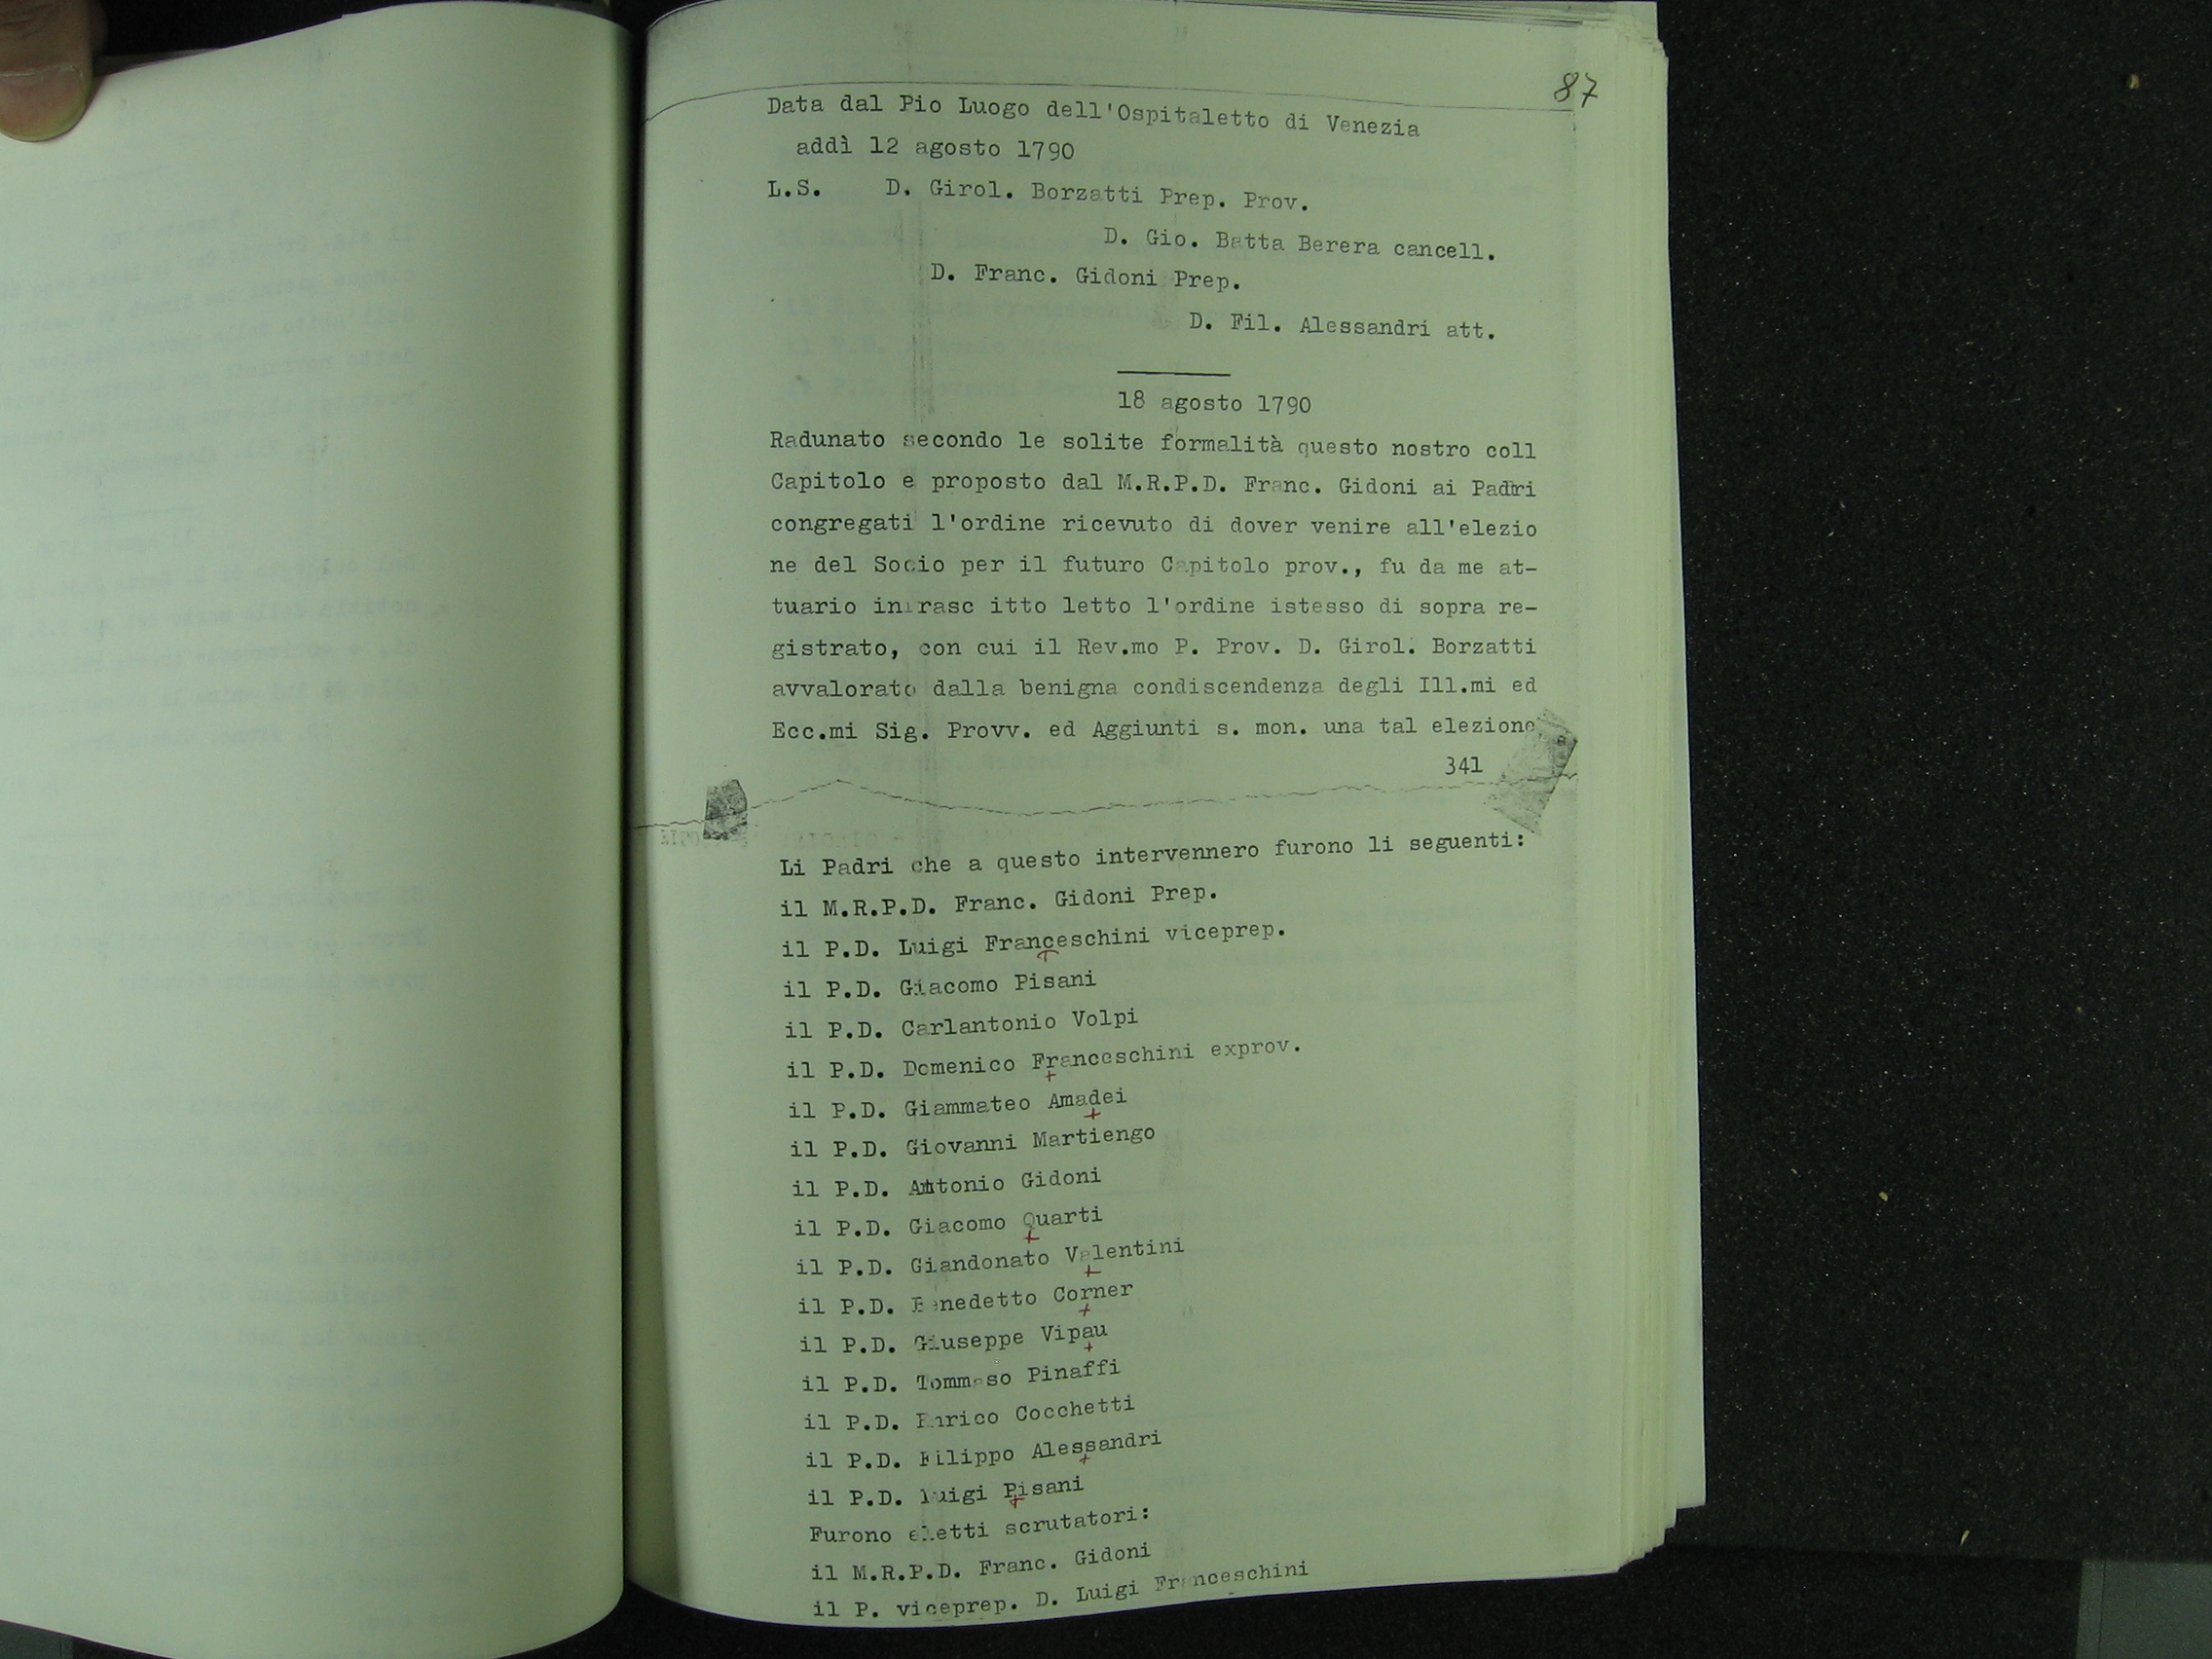 87
Data dal Pio Luogo dell'Ospitaletto di Venezia
addì 12 agosto 1790
L.S. D. Girol. Borzatti Prep. Prov.
D. Gio. Batta Berera cancell.
D. Franc. Gidoni Prep.
D. Fil. Alessandri att.
18 agosto 1790
Radunato secondo le solite formalità questo nostro coll
Capitolo e proposto dal M.R.P.D. Franc. Gidoni ai Padri
congregati l'ordine ricevuto di dover venire all'elezio
ne del Socio per il futuro Capitolo prov., fu da me at-
tuario infrascritto letto l'ordine istesso di sopra re-
gistrato, con cui il Rev.mo P. Prov. D. Girol. Borzatti
avvalorato dalla benigna condiscendenza degli Ill.mi ed
Ecc.mi Sig. Provv. ed Aggiunti s. mon. una tal elezione
341
Li Padri che a questo intervennero furono li seguenti:
il M.R.P.D. Franc. Gidoni Prep.
il P.D. Luigi Franceschini viceprep.
il P.D. Giacomo Pisani
il P.D. Carlantonio Volpi
il P.D. Domenico Franceschini exprov.
il P.D. Giammateo Amadei
il P.D. Giovanni Martiengo
il P.D. Antonio Gidoni
il P.D. Giacomo Quarti
il P.D. Giandonato Valentini
il P.D. Benedetto Corner
il P.D. Giuseppe Vipau
il P.D. Tommaso Pinaffi
il P.D. Enrico Cocchetti
il P.D. Filippo Alessandri
il P.D. Luigi Pisani
Furono eletti scrutatori:
il M.R.P.D. Franc. Gidoni
il P. viceprep. D. Luigi Franceschini